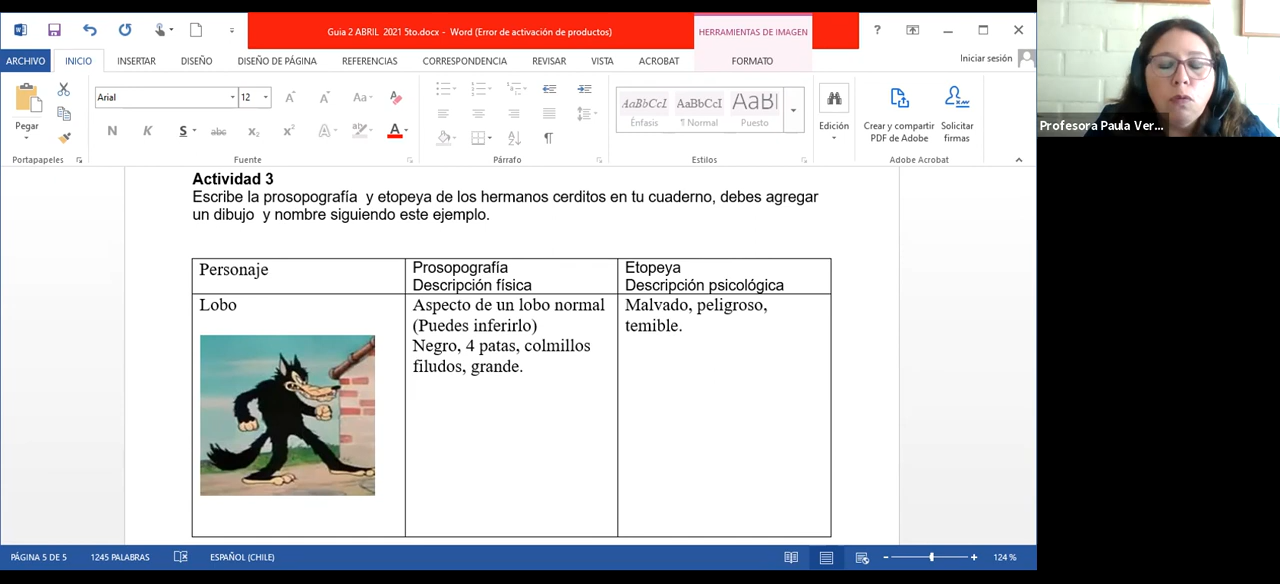 Guia 2 ABRIL 2021 5to.docx - Word (Error de activación de productos)
HERRAMIENTAS DE IMAGEN
?
ARCHIVO
INICIO
INSERTAR
DISEÑO
DISEÑO DE PÁGINA
REFERENCIAS
CORRESPONDENCIA
REVISAR
VISTA
ACROBAT
FORMATO
Iniciar sesión
Pegar
Arial
12
Aa
N K S abc x₂ x² A A
AaBbCcL
AaBbCcI
AaBl
Énfasis
¶ Normal
Puesto
Edición
Crear y compartir
PDF de Adobe
Solicitar
firmas
Portapapeles
Fuente
Párrafo
Estilos
Adobe Acrobat
Profesora Paula Ver...
Actividad 3
Escribe la prosopografía y etopeya de los hermanos cerditos en tu cuaderno, debes agregar
un dibujo y nombre siguiendo este ejemplo.
Personaje
Prosopografía
Descripción física
Etopeya
Descripción psicológica
Lobo
Aspecto de un lobo normal
(Puedes inferirlo)
Negro, 4 patas, colmillos
filudos, grande.
Malvado, peligroso,
temible.
PÁGINA 5 DE 5
1245 PALABRAS
ESPAÑOL (CHILE)
124 %